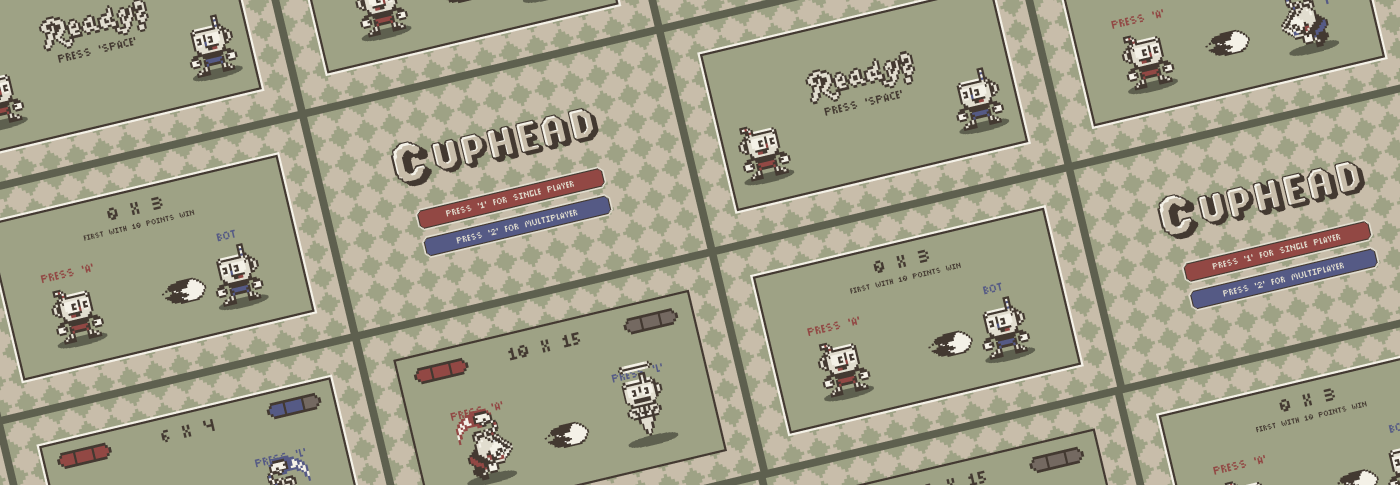 Ready!
PRESS 'SPACE'
0 X 3
FIRST WITH 10 POINTS WIN
PRESS 'A'
BOT
6 X 4
PRESS 'L'
CUPHEAD
PRESS '1' FOR SINGLE PLAYER
PRESS '2' FOR MULTIPLAYER
10 X 15
PRESS 'A'
PRESS 'L'
Ready!
PRESS 'SPACE'
0 X 3
FIRST WITH 10 POINTS WIN
PRESS 'A'
BOT
X 15
PRESS 'A'
CUPHEAD
PRESS '1' FOR SINGLE PLAYER
PRESS '2' FOR MULTIPLAYER
0 X 3
FIRST WITH 10 POINTS WIN
PRESS 'A'